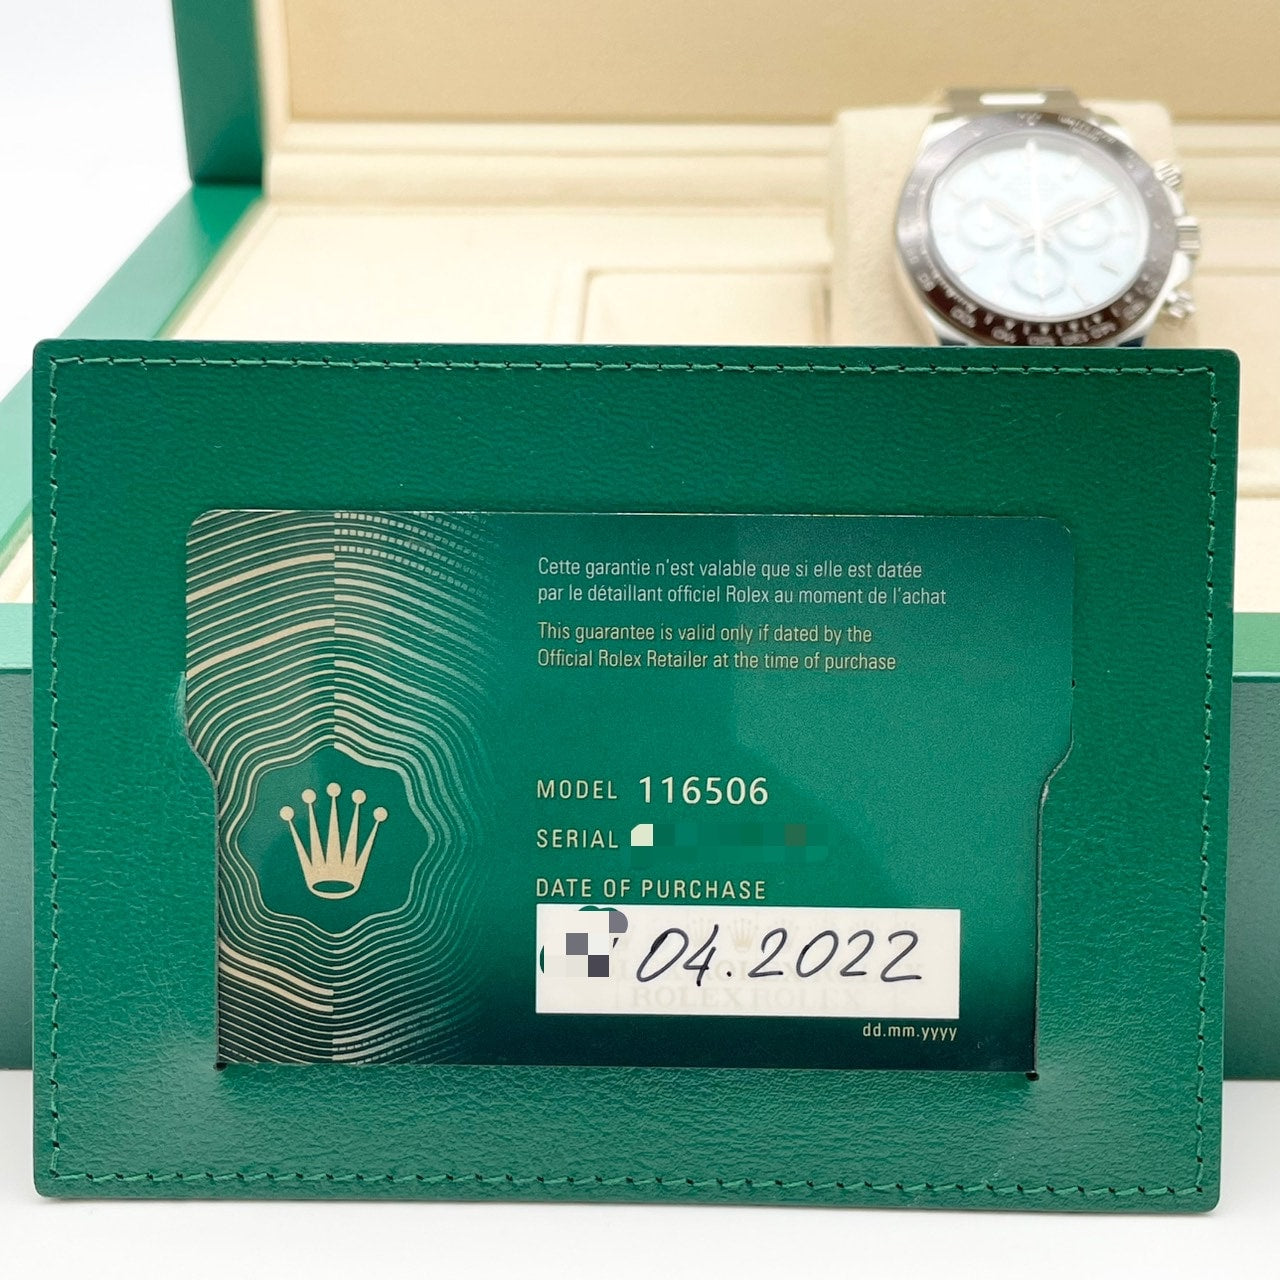 Cette garantie n'est valable que si elle est datée
par le détaillant officiel Rolex au moment de l'achat
This guarantee is valid only if dated by the
Official Rolex Retailer at the time of purchase
MODEL 116506
SERIAL
DATE OF PURCHASE
04.2022
ROLEX ROLEX
dd.mm.yyyy